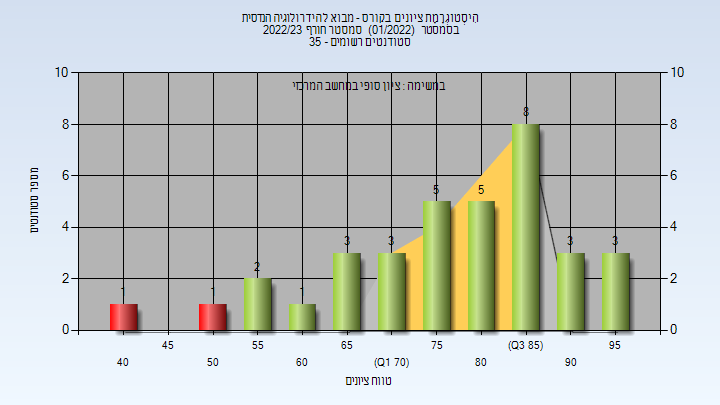 היסטוגרמת ציונים בקורס - מבוא להידרולוגיה הנדסית
בסמסטר (01/2022) סמסטר חורף 2022/23
סטודנטים רשומים - 35
במשימה : ציון סופי במחשב המרכזי
מספר סטודנטים
10 10
8 8
6 6
4 4
2 2
0 0
1 1 2 1 3 3 5 5 8 3 3
45 55 65 75 (Q3 85) 95
40 50 60 (Q1 70) 80 90
טווח ציונים